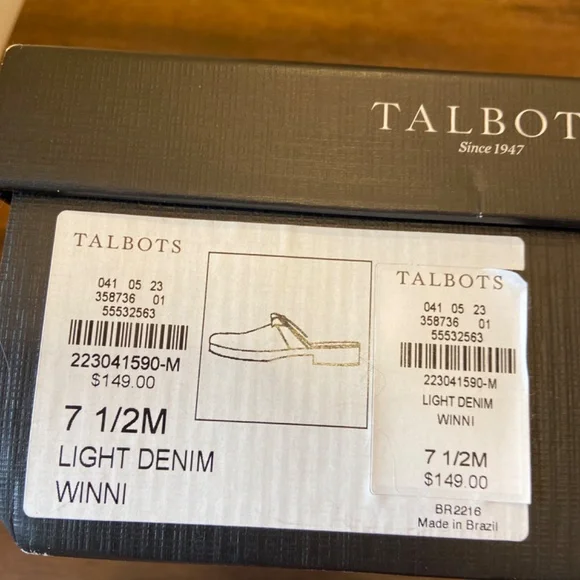 TALBOT
Since 1947
TALBOTS
041 05 23
358736 01
55532563
223041590-M
$149.00
7 1/2M
LIGHT DENIM
WINNI
TALBOTS
041 05 23
358736 01
55532563
223041590-M
LIGHT DENIM
WINNI
7 1/2M
$149.00
BR2216
Made in Brazil